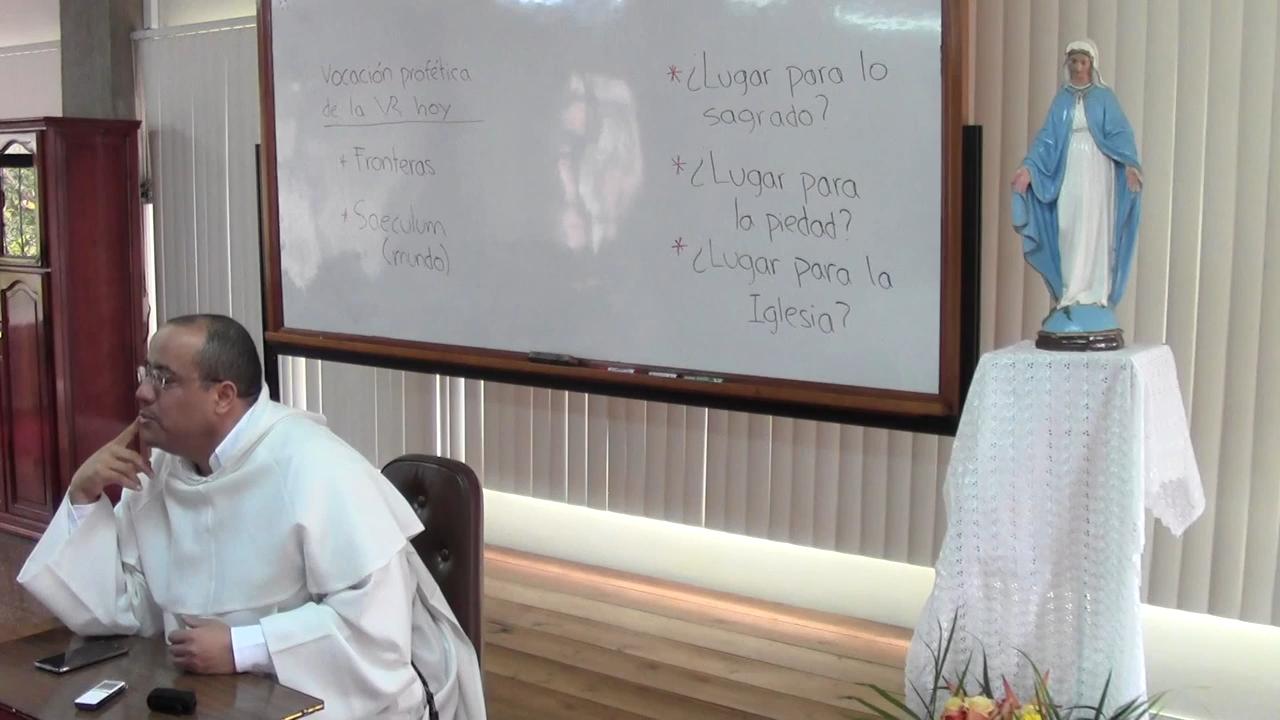 Vocación profética
de la VR hoy
+ Fronteras
* Saeculum
(mundo)
* ¿Lugar para lo
sagrado?
* ¿Lugar para
la piedad?
* ¿Lugar para la
Iglesia?